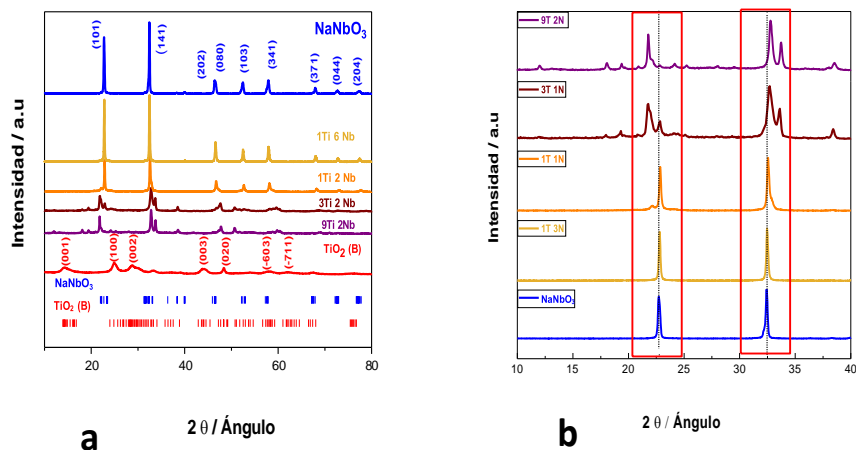 NaNbO3
(101)
(141)
(202)
(080)
(103)
(341)
(371)
(044)
(204)
1Ti 6 Nb
1Ti 2 Nb
3Ti 2 Nb
9Ti 2Nb
TiO2 (B)
(001)
(100)
(002)
(003)
(020)
(-603)
(-711)
NaNbO3
TiO2 (B)
Intensidad / a.u
20 40 60 80
2 θ / Ángulo
a
9T 2N
3T 1N
1T 1N
1T 3N
NaNbO3
Intensidad / a.u
10 15 20 25 30 35 40
2 θ / Ángulo
b